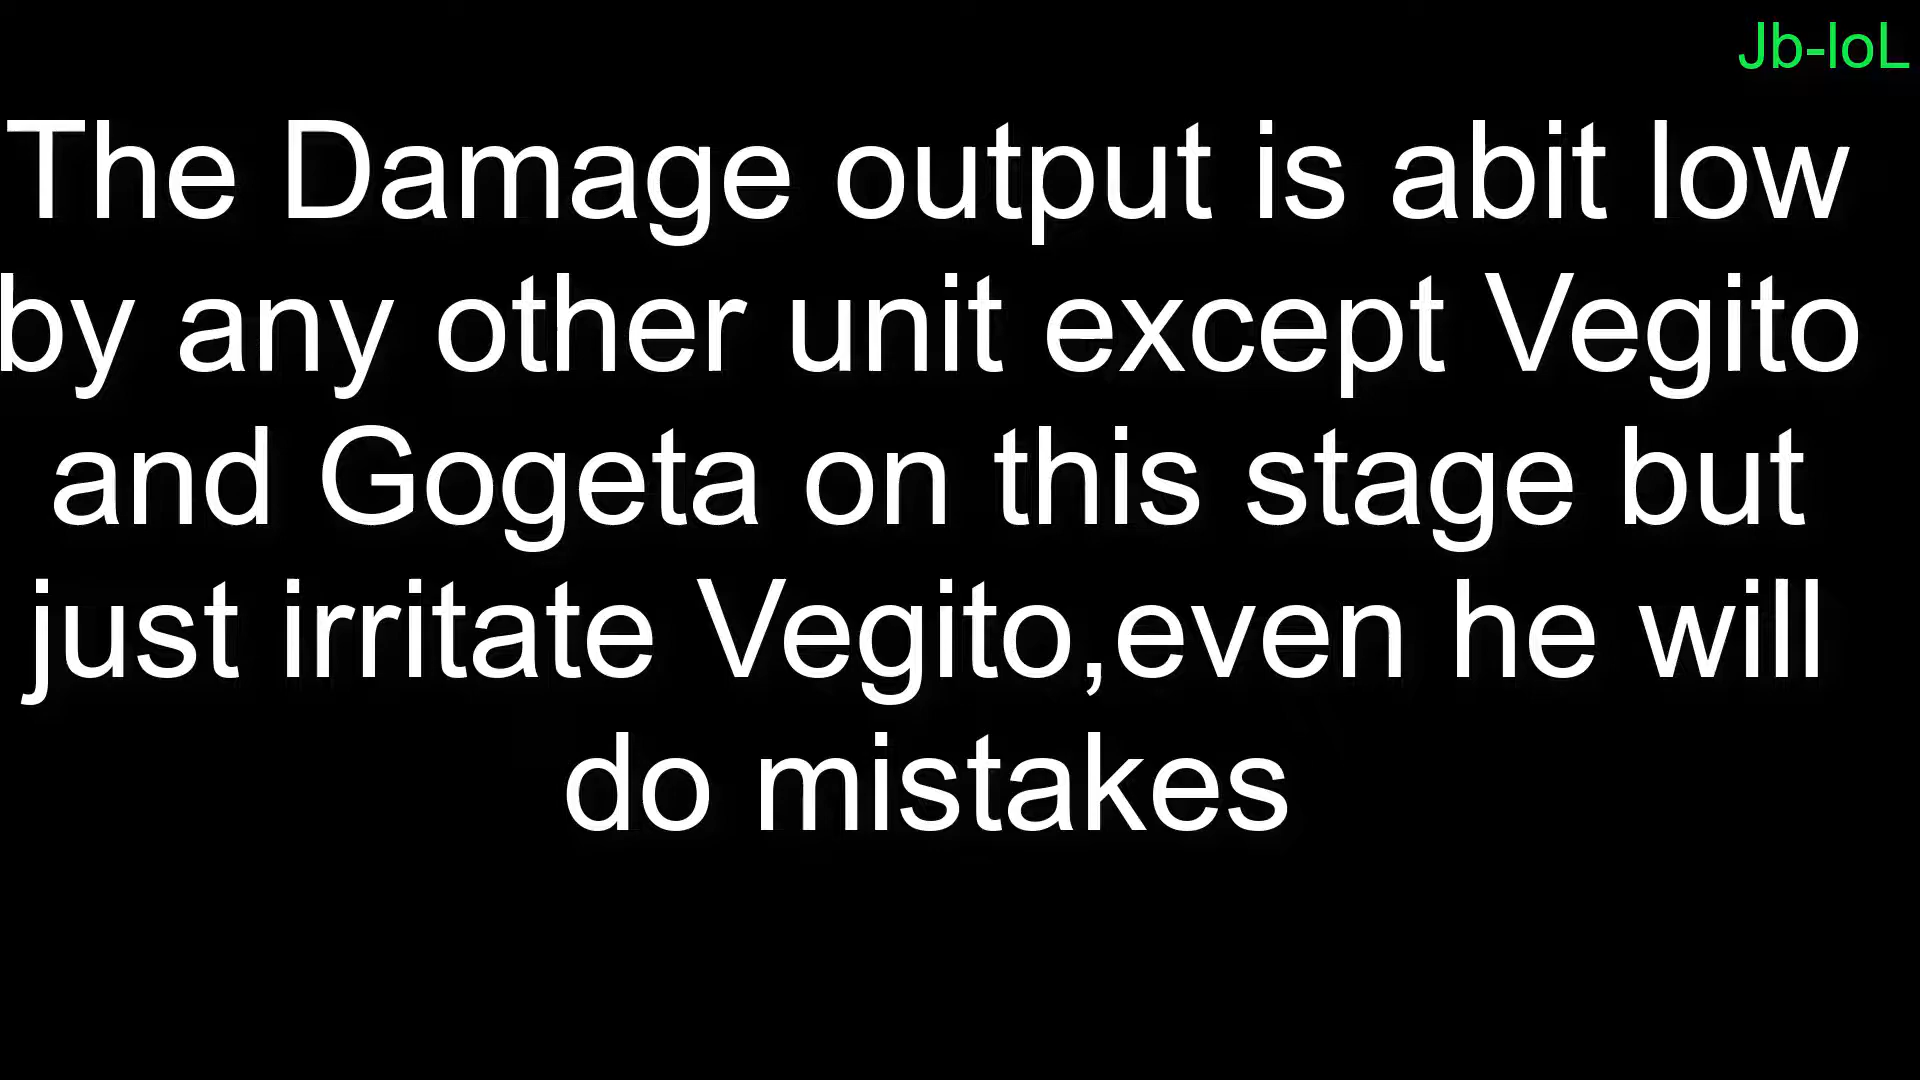 Jb-loL
The Damage output is abit low
by any other unit except Vegito
and Gogeta on this stage but
just irritate Vegito,even he will
do mistakes